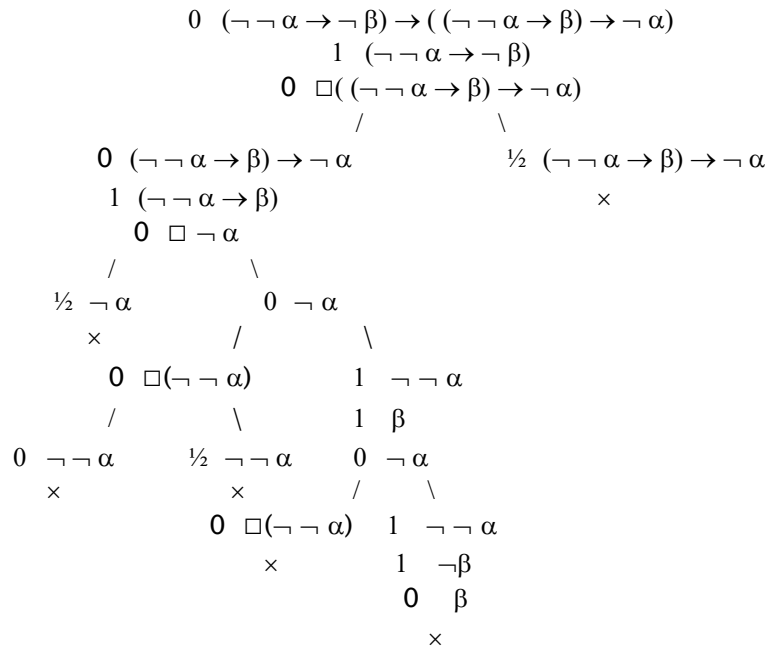 0 (¬ ¬ α → ¬ β) → ( (¬ ¬ α → β) → ¬ α)
1 (¬ ¬ α → ¬ β)
0 □( (¬ ¬ α → β) → ¬ α)
/ \
0 (¬ ¬ α → β) → ¬ α ½ (¬ ¬ α → β) → ¬ α
1 (¬ ¬ α → β) ×
0 □ ¬ α
/ \
½ ¬ α 0 ¬ α
× / \
0 □(¬ ¬ α) 1 ¬ ¬ α
/ \ 1 β
0 ¬ ¬ α ½ ¬ ¬ α 0 ¬ α
× × / \
0 □(¬ ¬ α) 1 ¬ ¬ α
× 1 ¬β
0 β
×